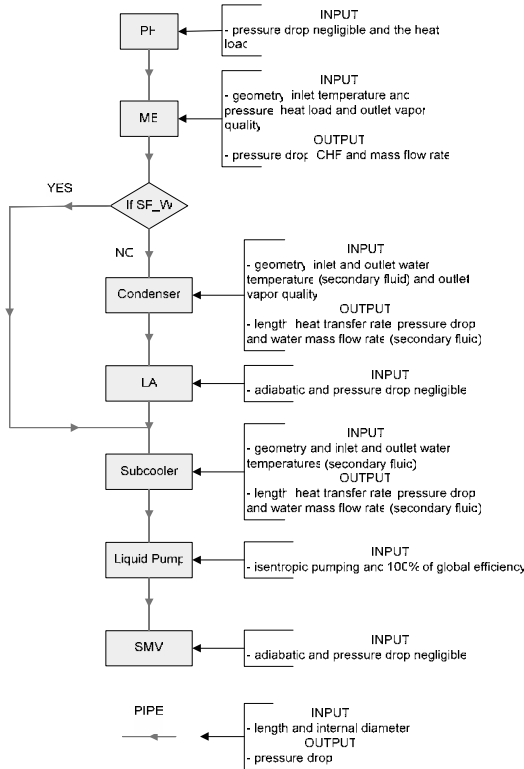 PH
INPUT
- pressure drop negligible and the heat
load
ME
INPUT
- geometry, inlet temperature and
pressure, heat load and outlet vapor
quality
OUTPUT
- pressure drop, CHF and mass flow rate
YES
If SF_W
NO
Condenser
INPUT
- geometry, inlet and outlet water
temperature (secondary fluid) and outlet
vapor quality
OUTPUT
- length, heat transfer rate, pressure drop
and water mass flow rate (secondary fluid)
LA
INPUT
- adiabatic and pressure drop negligible
Subcooler
INPUT
- geometry and inlet and outlet water
temperatures (secondary fluid)
OUTPUT
- length, heat transfer rate, pressure drop
and water mass flow rate (secondary fluid)
Liquid Pump
INPUT
- isentropic pumping and 100% of global efficiency
SMV
INPUT
- adiabatic and pressure drop negligible
PIPE
INPUT
- length and internal diameter
OUTPUT
- pressure drop